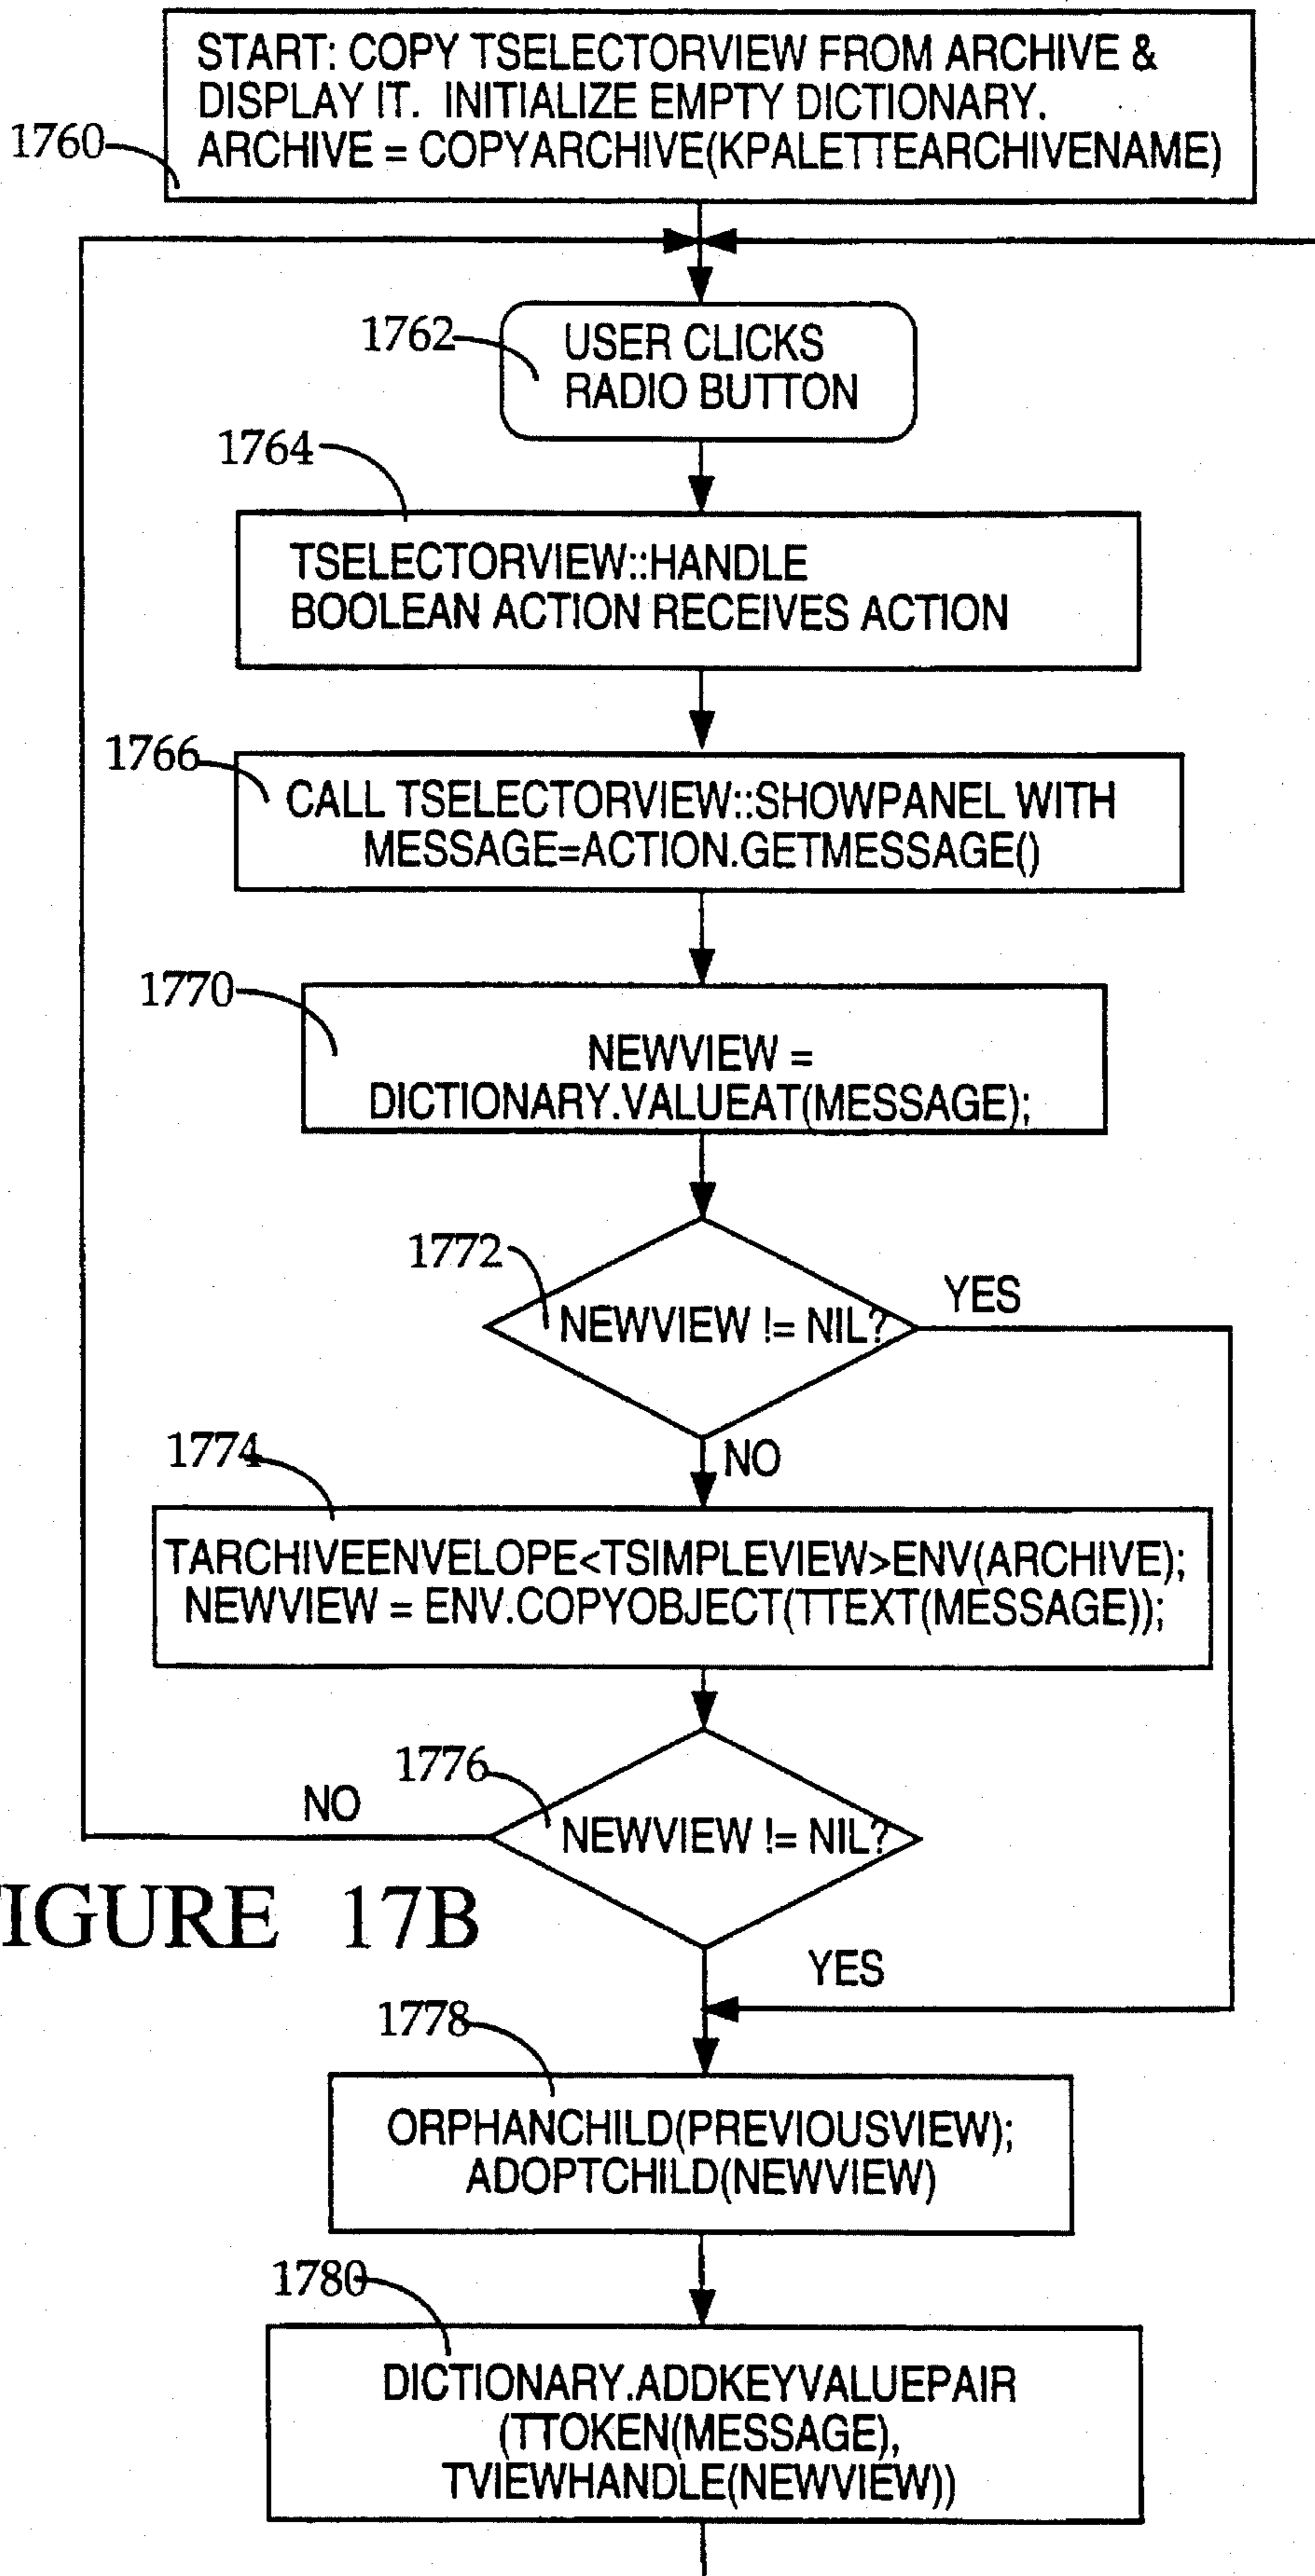 START: COPY TSELECTORVIEW FROM ARCHIVE &
DISPLAY IT. INITIALIZE EMPTY DICTIONARY.
ARCHIVE = COPYARCHIVE(KPALETTEARCHIVENAME)
1760
1762
USER CLICKS
RADIO BUTTON
1764
TSELECTORVIEW::HANDLE
BOOLEAN ACTION RECEIVES ACTION
1766
CALL TSELECTORVIEW::SHOWPANEL WITH
MESSAGE=ACTION.GETMESSAGE()
1770
NEWVIEW =
DICTIONARY.VALUEAT(MESSAGE);
1772
NEWVIEW != NIL?
YES
NO
1774
TARCHIVEENVELOPE<TSIMPLEVIEW>ENV(ARCHIVE);
NEWVIEW = ENV.COPYOBJECT(TTEXT(MESSAGE));
1776
NEWVIEW != NIL?
NO
IGURE 17B
YES
1778
ORPHANCHILD(PREVIOUSVIEW);
ADOPTCHILD(NEWVIEW)
1780
DICTIONARY.ADDKEYVALUEPAIR
(TTOKEN(MESSAGE),
TVIEWHANDLE(NEWVIEW))